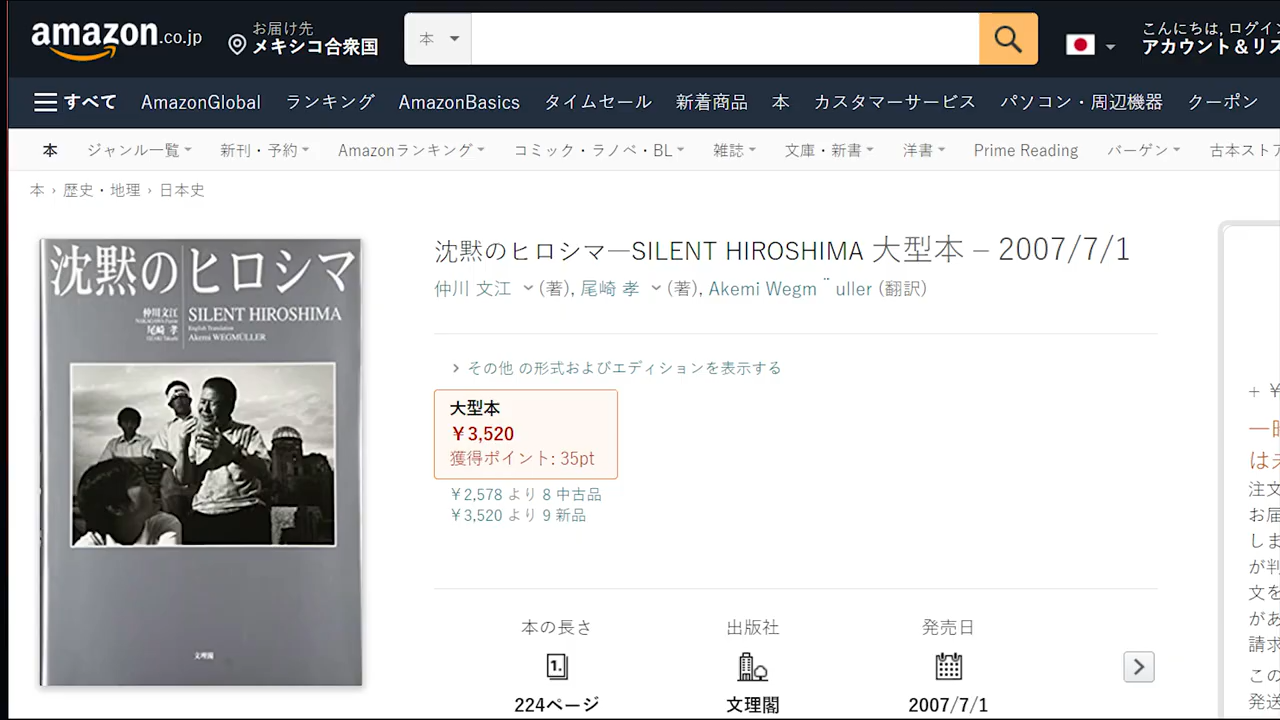 amazon.co.jp
お届け先
メキシコ合衆国
本
こんにちは, ログイン
アカウント＆リス
すべて AmazonGlobal ランキング AmazonBasics タイムセール 新着商品 本 カスタマーサービス パソコン・周辺機器 クーポン
本 ジャンル一覧 新刊・予約 Amazonランキング コミック・ラノベ・BL 雑誌 文庫・新書 洋書 Prime Reading バーゲン 古本ストア
本 › 歴史・地理 › 日本史
沈黙のヒロシマ
仲川文江
NAKAGAWA Fumie
尾﨑 孝
OZAKI Takashi
SILENT HIROSHIMA
English Translation
Akemi WEGMÜLLER
文理閣
沈黙のヒロシマ―SILENT HIROSHIMA 大型本 – 2007/7/1
仲川 文江 (著), 尾崎 孝 (著), Akemi Wegm ¨ uller (翻訳)
› その他 の形式およびエディションを表示する
大型本
￥3,520
獲得ポイント: 35pt
￥2,578 より 8 中古品
￥3,520 より 9 新品
本の長さ
224ページ
出版社
文理閣
発売日
2007/7/1
+ ￥
一時
は未
注文
お届
しま
が判
文を
があ
請求
この
発送